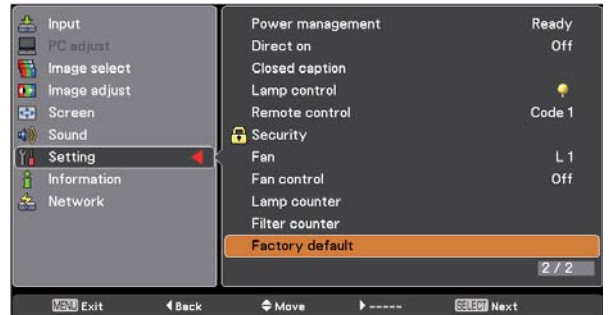 Input
PC adjust
Image select
Image adjust
Screen
Sound
Setting
Information
Network
Power management Ready
Direct on Off
Closed caption
Lamp control
Remote control Code 1
Security
Fan L 1
Fan control Off
Lamp counter
Filter counter
Factory default
2 / 2
MENU Exit Back Move ----- SELECT Next